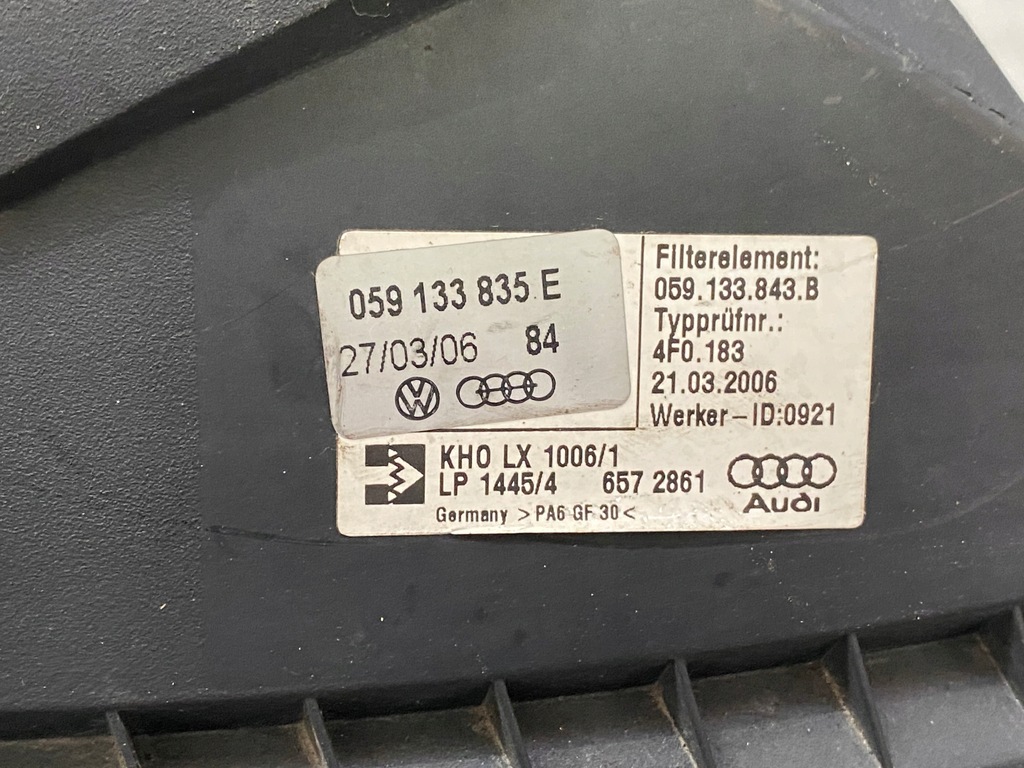 059 133 835 E
27/03/06 84
VW
Filterelement:
059.133.843.B
Typprüfnr.:
4F0.183
21.03.2006
Werker-ID:0921
KHO LX 1006/1
LP 1445/4 657 2861
Audi
Germany >PA6 GF 30<